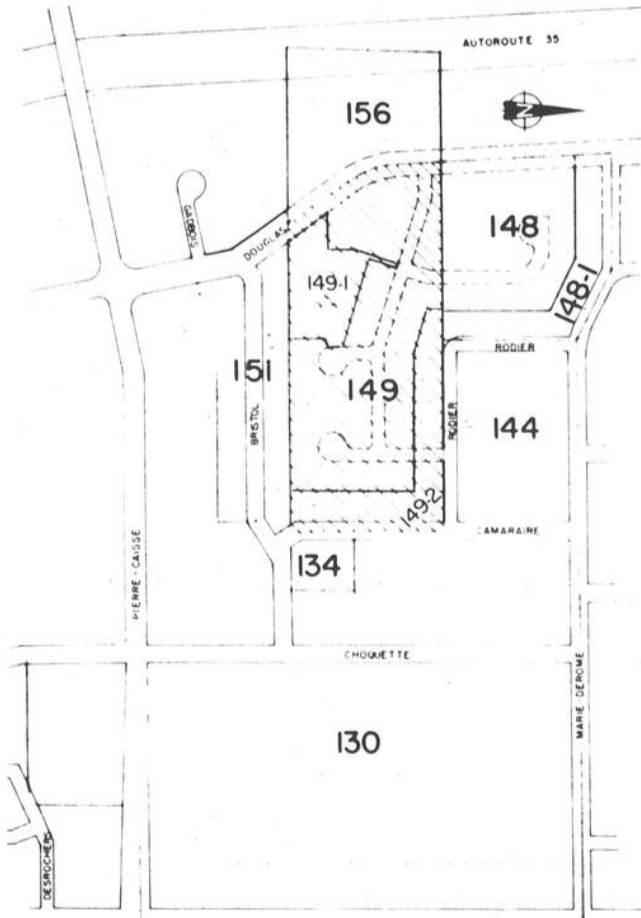 AUTOROUTE 35
N
156
GADBOIS
DOUGLAS
148
149-1
148-1
RODIER
151
149
BRISTOL
RODIER
144
149-2
CAMARAIRE
134
PIERRE-CAISSE
CHOQUETTE
MARIE-DEROME
130
DESROCHERS